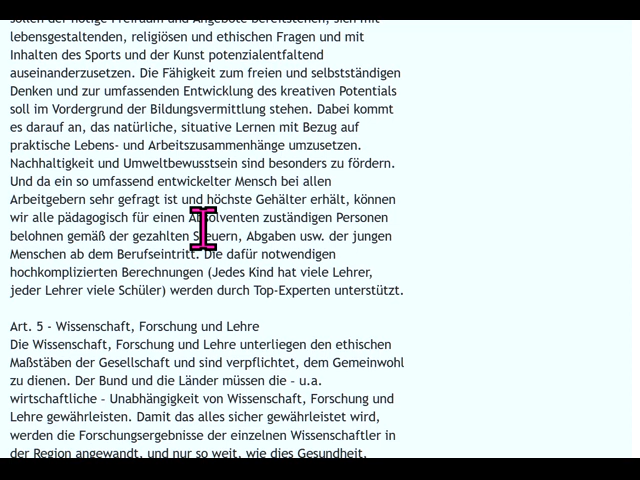 sollen der nötige Freiraum und Angebote bereitstehen, sich mit
lebensgestaltenden, religiösen und ethischen Fragen und mit
Inhalten des Sports und der Kunst potenzialentfaltend
auseinanderzusetzen. Die Fähigkeit zum freien und selbstständigen
Denken und zur umfassenden Entwicklung des kreativen Potentials
soll im Vordergrund der Bildungsvermittlung stehen. Dabei kommt
es darauf an, das natürliche, situative Lernen mit Bezug auf
praktische Lebens- und Arbeitszusammenhänge umzusetzen.
Nachhaltigkeit und Umweltbewusstsein sind besonders zu fördern.
Und da ein so umfassend entwickelter Mensch bei allen
Arbeitgebern sehr gefragt ist und höchste Gehälter erhält, können
wir alle pädagogisch für einen Absolventen zuständigen Personen
belohnen gemäß der gezahlten Steuern, Abgaben usw. der jungen
Menschen ab dem Berufseintritt. Die dafür notwendigen
hochkomplizierten Berechnungen (Jedes Kind hat viele Lehrer,
jeder Lehrer viele Schüler) werden durch Top-Experten unterstützt.
Art. 5 - Wissenschaft, Forschung und Lehre
Die Wissenschaft, Forschung und Lehre unterliegen den ethischen
Maßstäben der Gesellschaft und sind verpflichtet, dem Gemeinwohl
zu dienen. Der Bund und die Länder müssen die – u.a.
wirtschaftliche – Unabhängigkeit von Wissenschaft, Forschung und
Lehre gewährleisten. Damit das alles sicher gewährleistet wird,
werden die Forschungsergebnisse der einzelnen Wissenschaftler in
der Region angewandt, und nur so weit, wie dies Gesundheit,